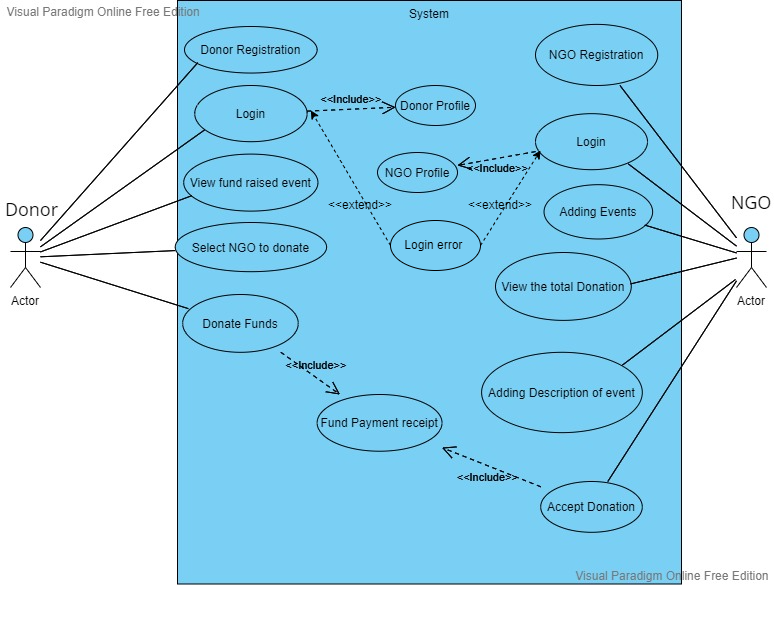 Visual Paradigm Online Free Edition
System
Donor Registration
NGO Registration
<<Include>>
Donor Profile
Login
Login
NGO Profile
<<Include>>
View fund raised event
<<extend>>
<<extend>>
Adding Events
Donor
NGO
Select NGO to donate
Login error
View the total Donation
Actor
Actor
Donate Funds
<<Include>>
Adding Description of event
Fund Payment receipt
<<Include>>
Accept Donation
Visual Paradigm Online Free Edition